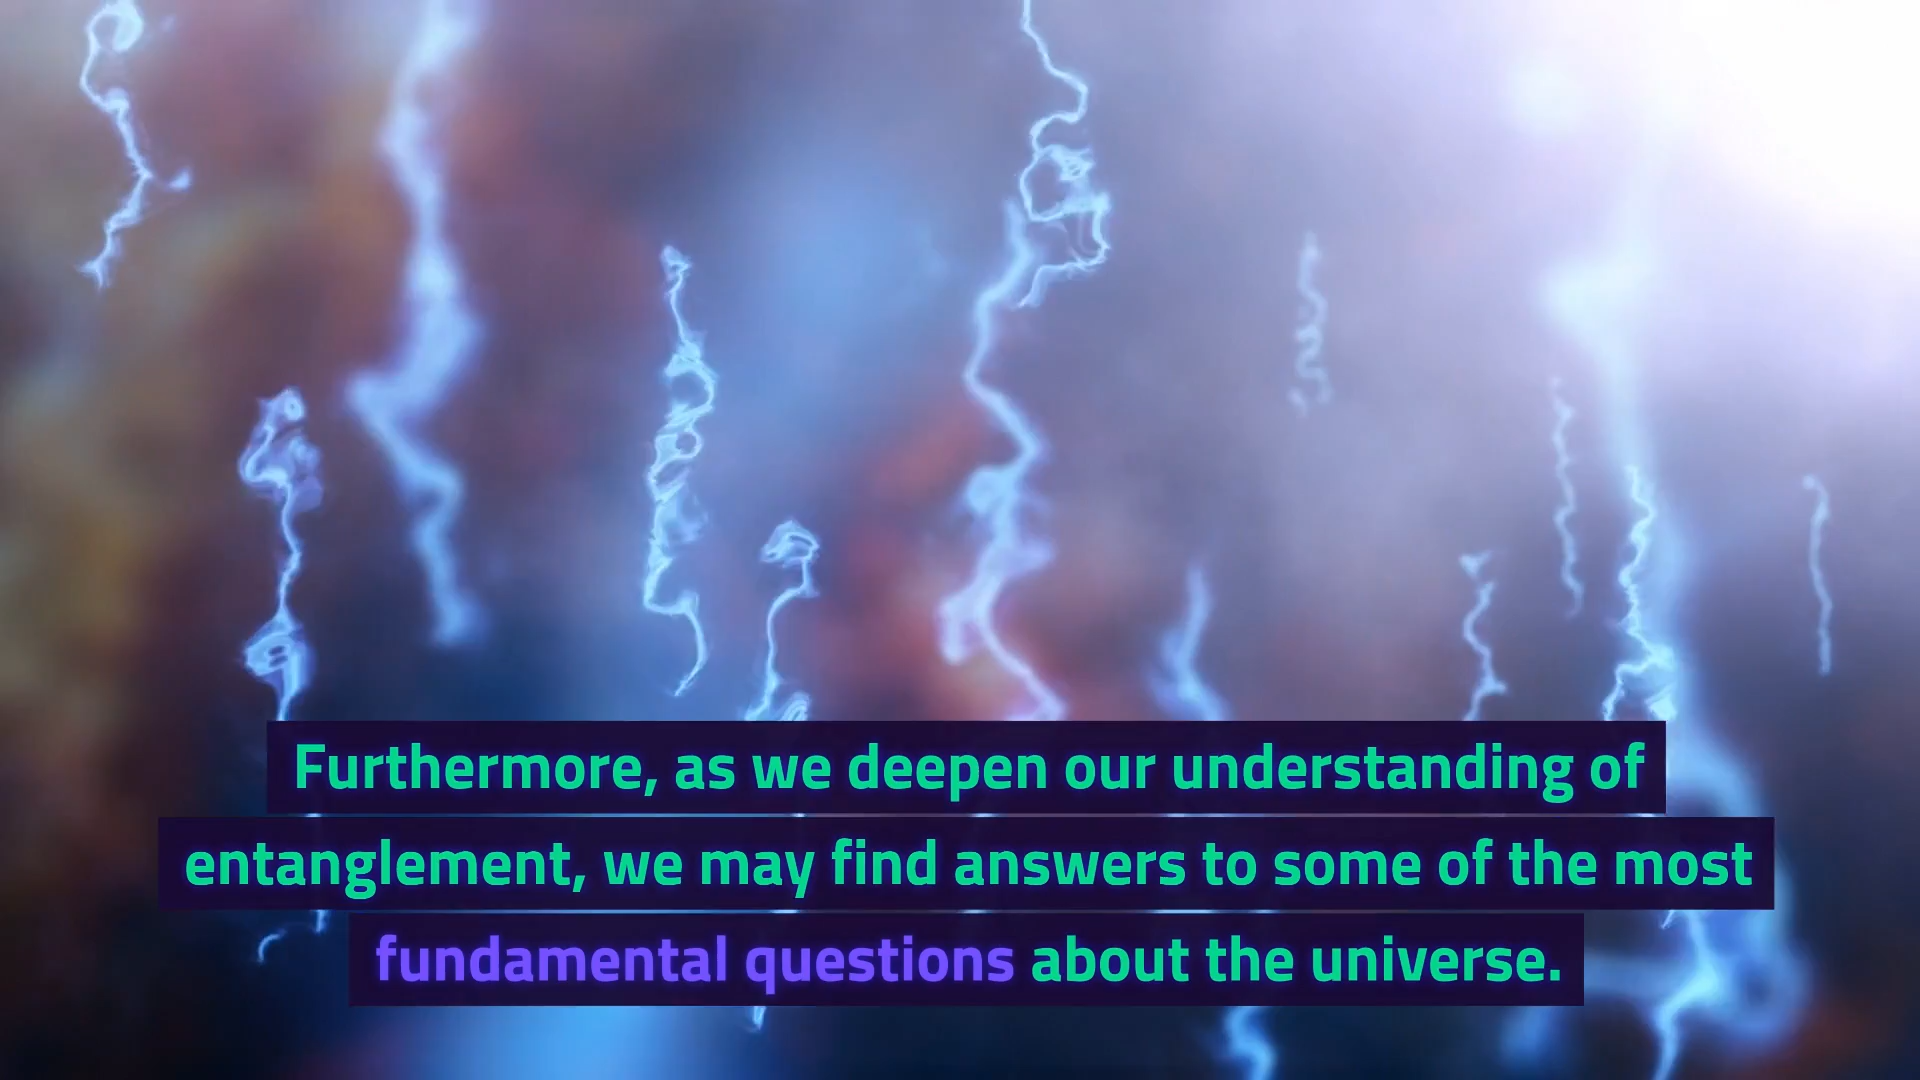 Furthermore, as we deepen our understanding of
entanglement, we may find answers to some of the most
fundamental questions about the universe.